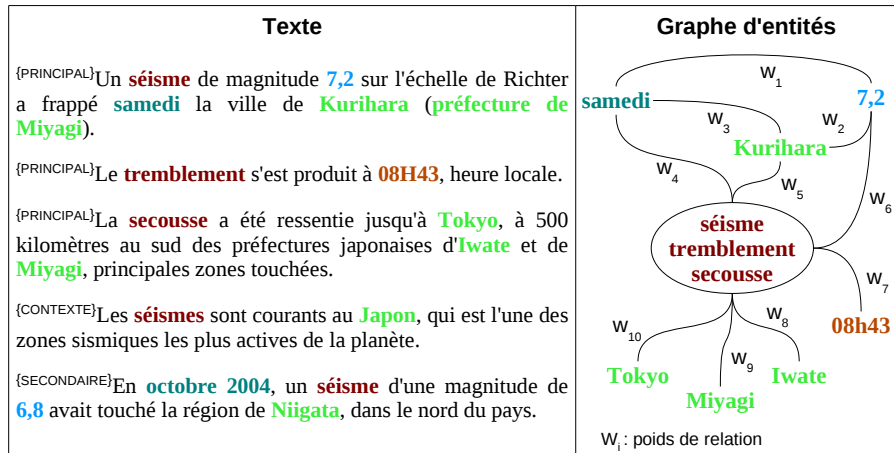 Texte
{PRINCIPAL}Un séisme de magnitude 7,2 sur l'échelle de Richter
a frappé samedi la ville de Kurihara (préfecture de
Miyagi).
{PRINCIPAL}Le tremblement s'est produit à 08H43, heure locale.
{PRINCIPAL}La secousse a été ressentie jusqu'à Tokyo, à 500
kilomètres au sud des préfectures japonaises d'Iwate et de
Miyagi, principales zones touchées.
{CONTEXTE}Les séismes sont courants au Japon, qui est l'une des
zones sismiques les plus actives de la planète.
{SECONDAIRE}En octobre 2004, un séisme d'une magnitude de
6,8 avait touché la région de Niigata, dans le nord du pays.
Graphe d'entités
W1
samedi
7,2
W3
W2
Kurihara
W4
W5
W6
séisme
tremblement
secousse
W7
W8
08h43
W10
W9
Tokyo
Iwate
Miyagi
Wi : poids de relation